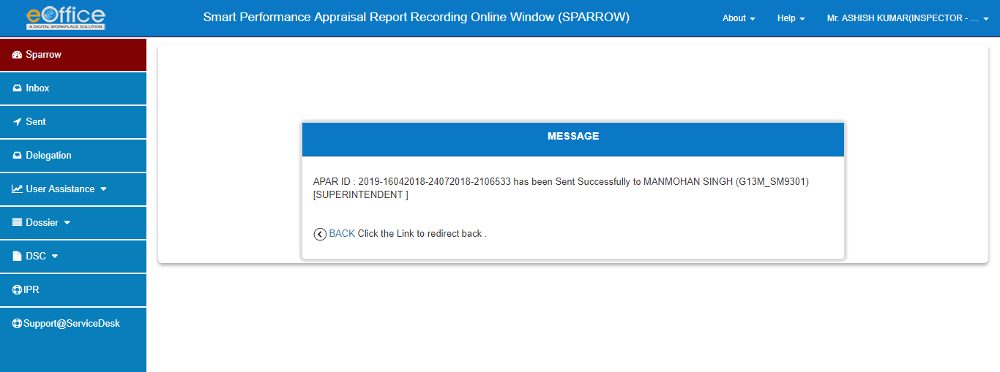 eOffice
A DIGITAL WORKPLACE SOLUTION
Smart Performance Appraisal Report Recording Online Window (SPARROW)
About
Help
Mr. ASHISH KUMAR(INSPECTOR - ...
Sparrow
Inbox
Sent
Delegation
User Assistance
Dossier
DSC
IPR
Support@ServiceDesk
MESSAGE
APAR ID : 2019-16042018-24072018-2106533 has been Sent Successfully to MANMOHAN SINGH (G13M_SM9301)
[SUPERINTENDENT ]
BACK Click the Link to redirect back .